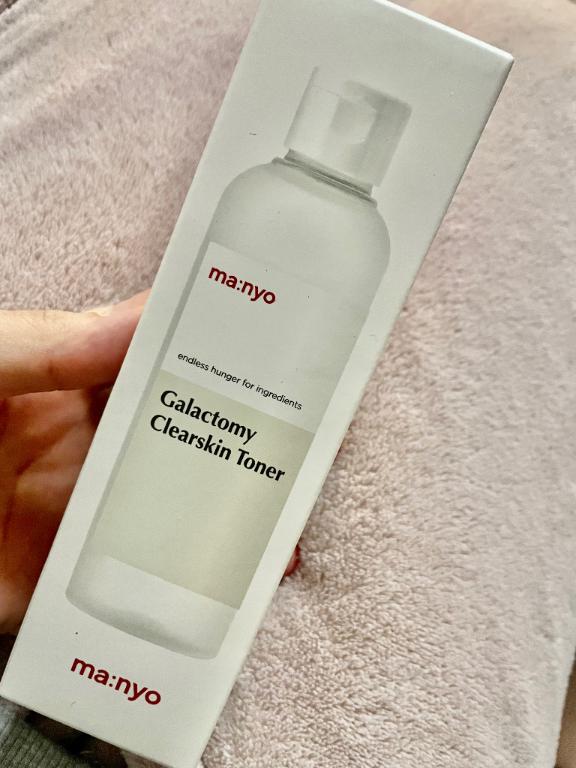 ma:nyo
endless hunger for ingredients
Galactomy
Clearskin Toner
ma:nyo